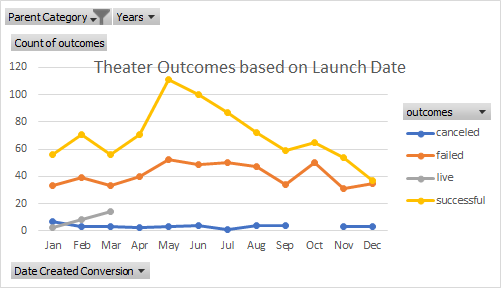 Parent Category Years
Count of outcomes
Theater Outcomes based on Launch Date
120
100
80
60
40
20
0
Jan Feb Mar Apr May Jun Jul Aug Sep Oct Nov Dec
outcomes
canceled
failed
live
successful
Date Created Conversion